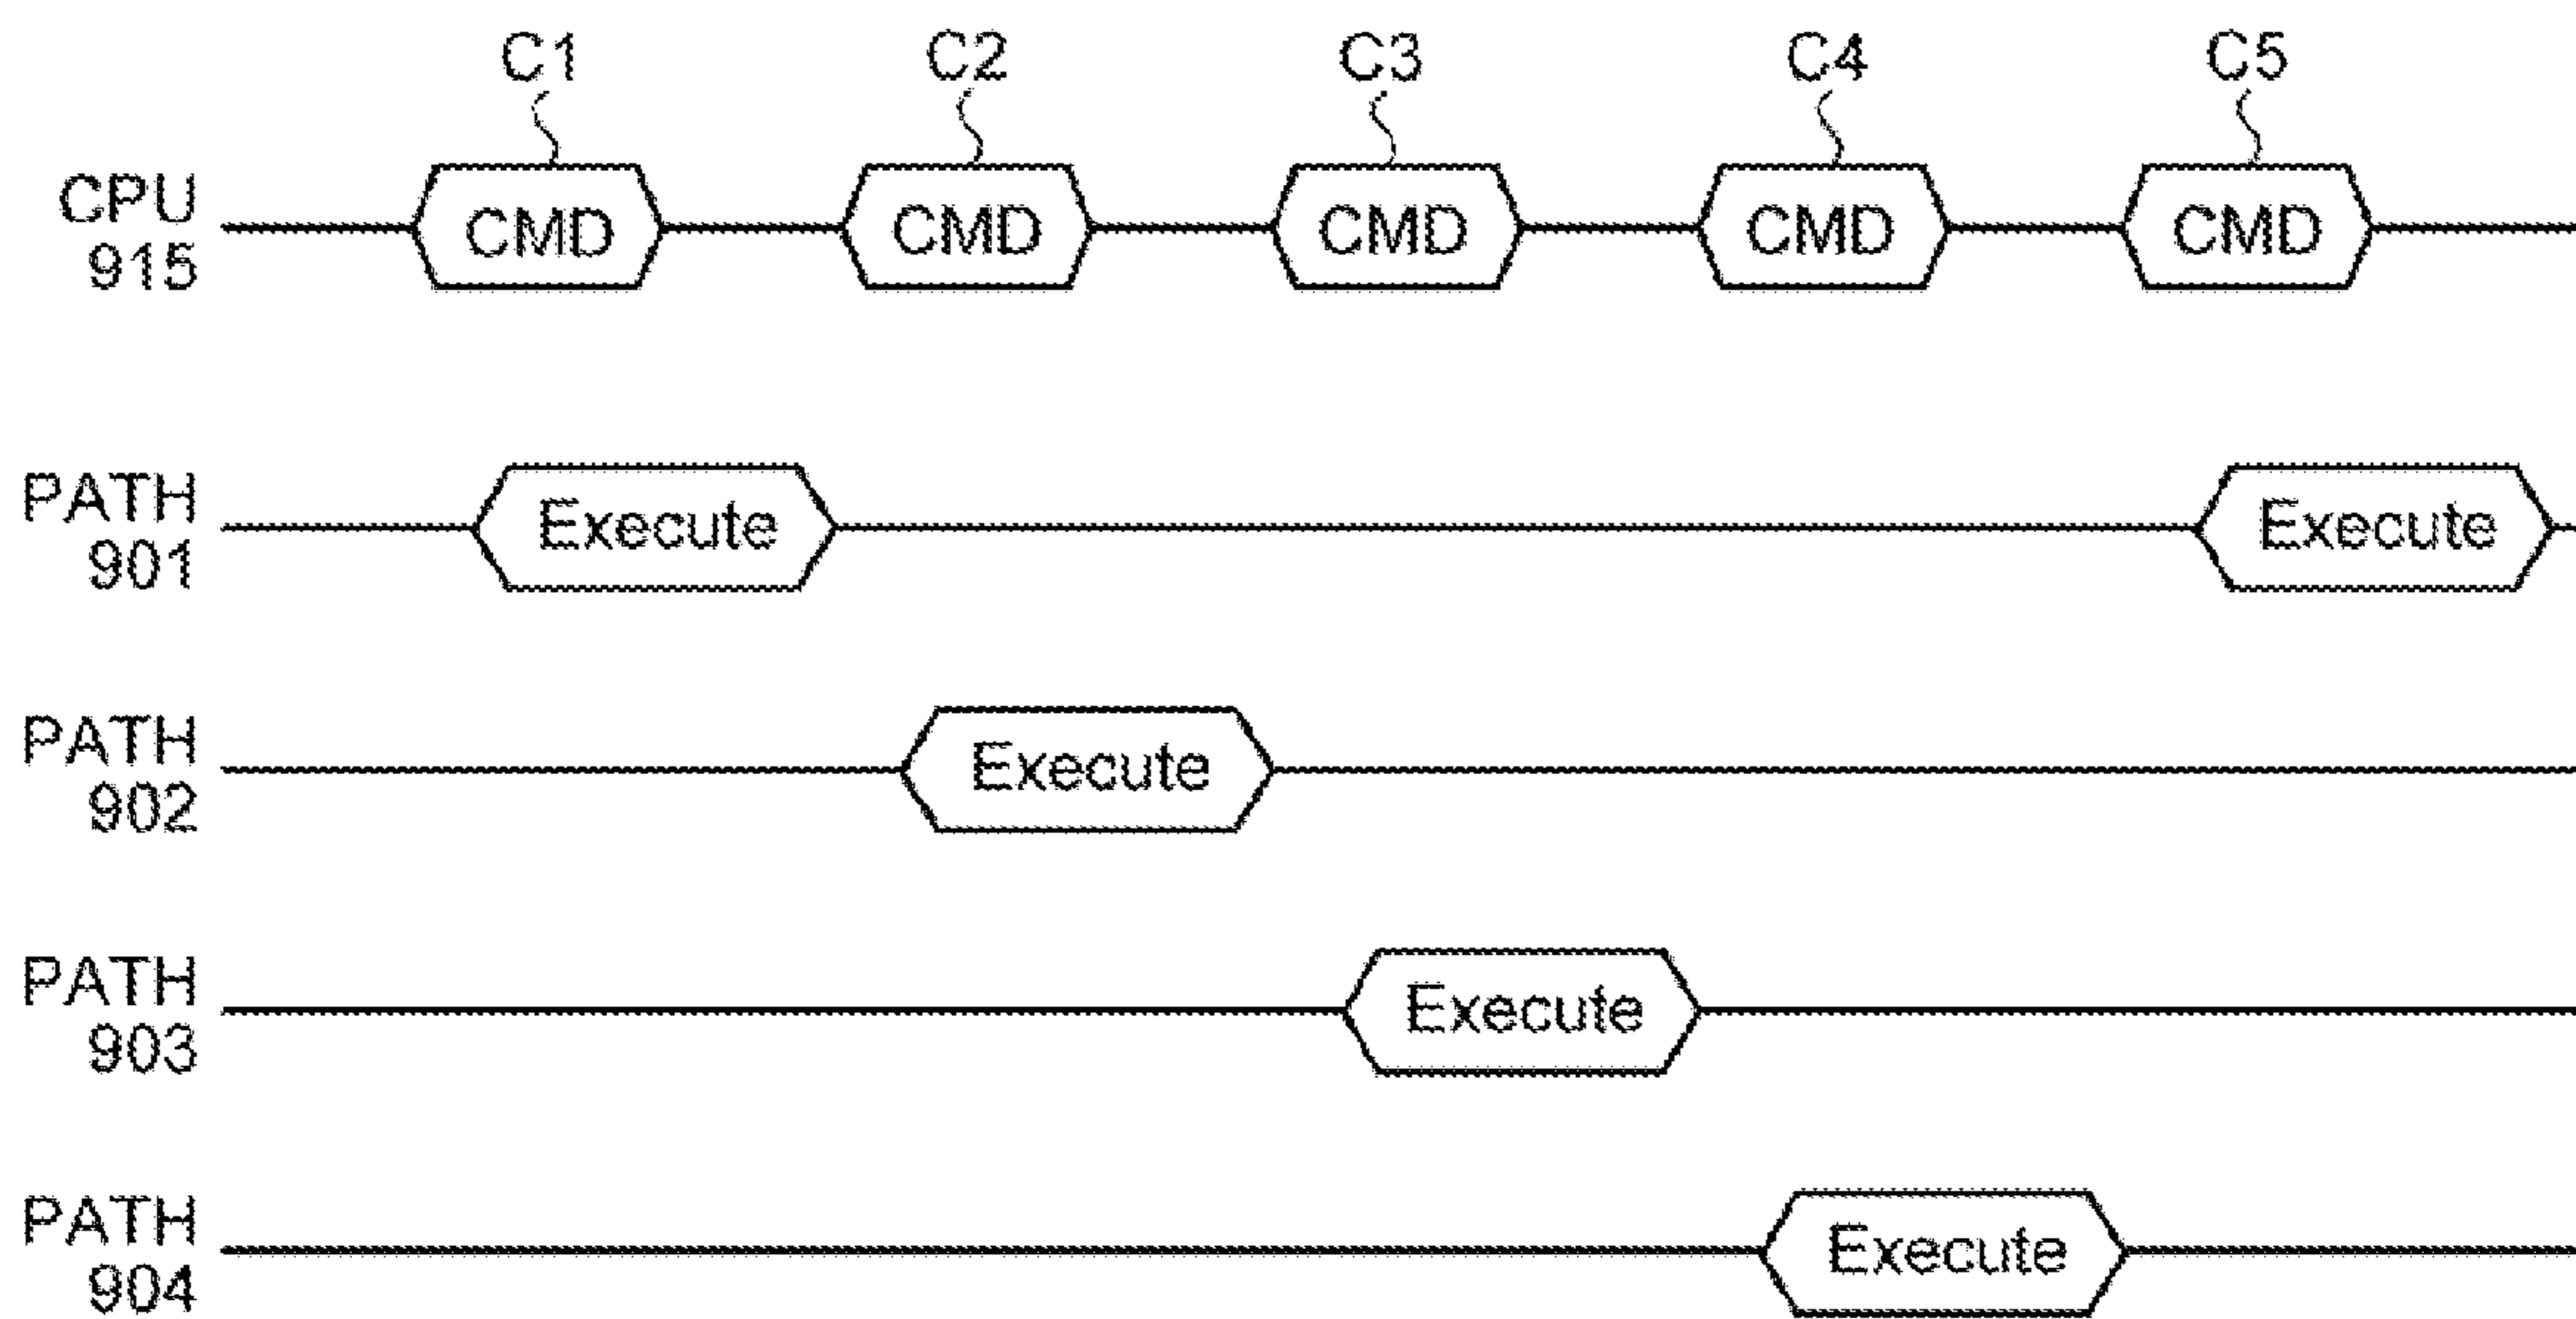 C1 C2 C3 C4 C5
CPU
915
CMD CMD CMD CMD CMD
PATH
901
Execute Execute
PATH
902
Execute
PATH
903
Execute
PATH
904
Execute